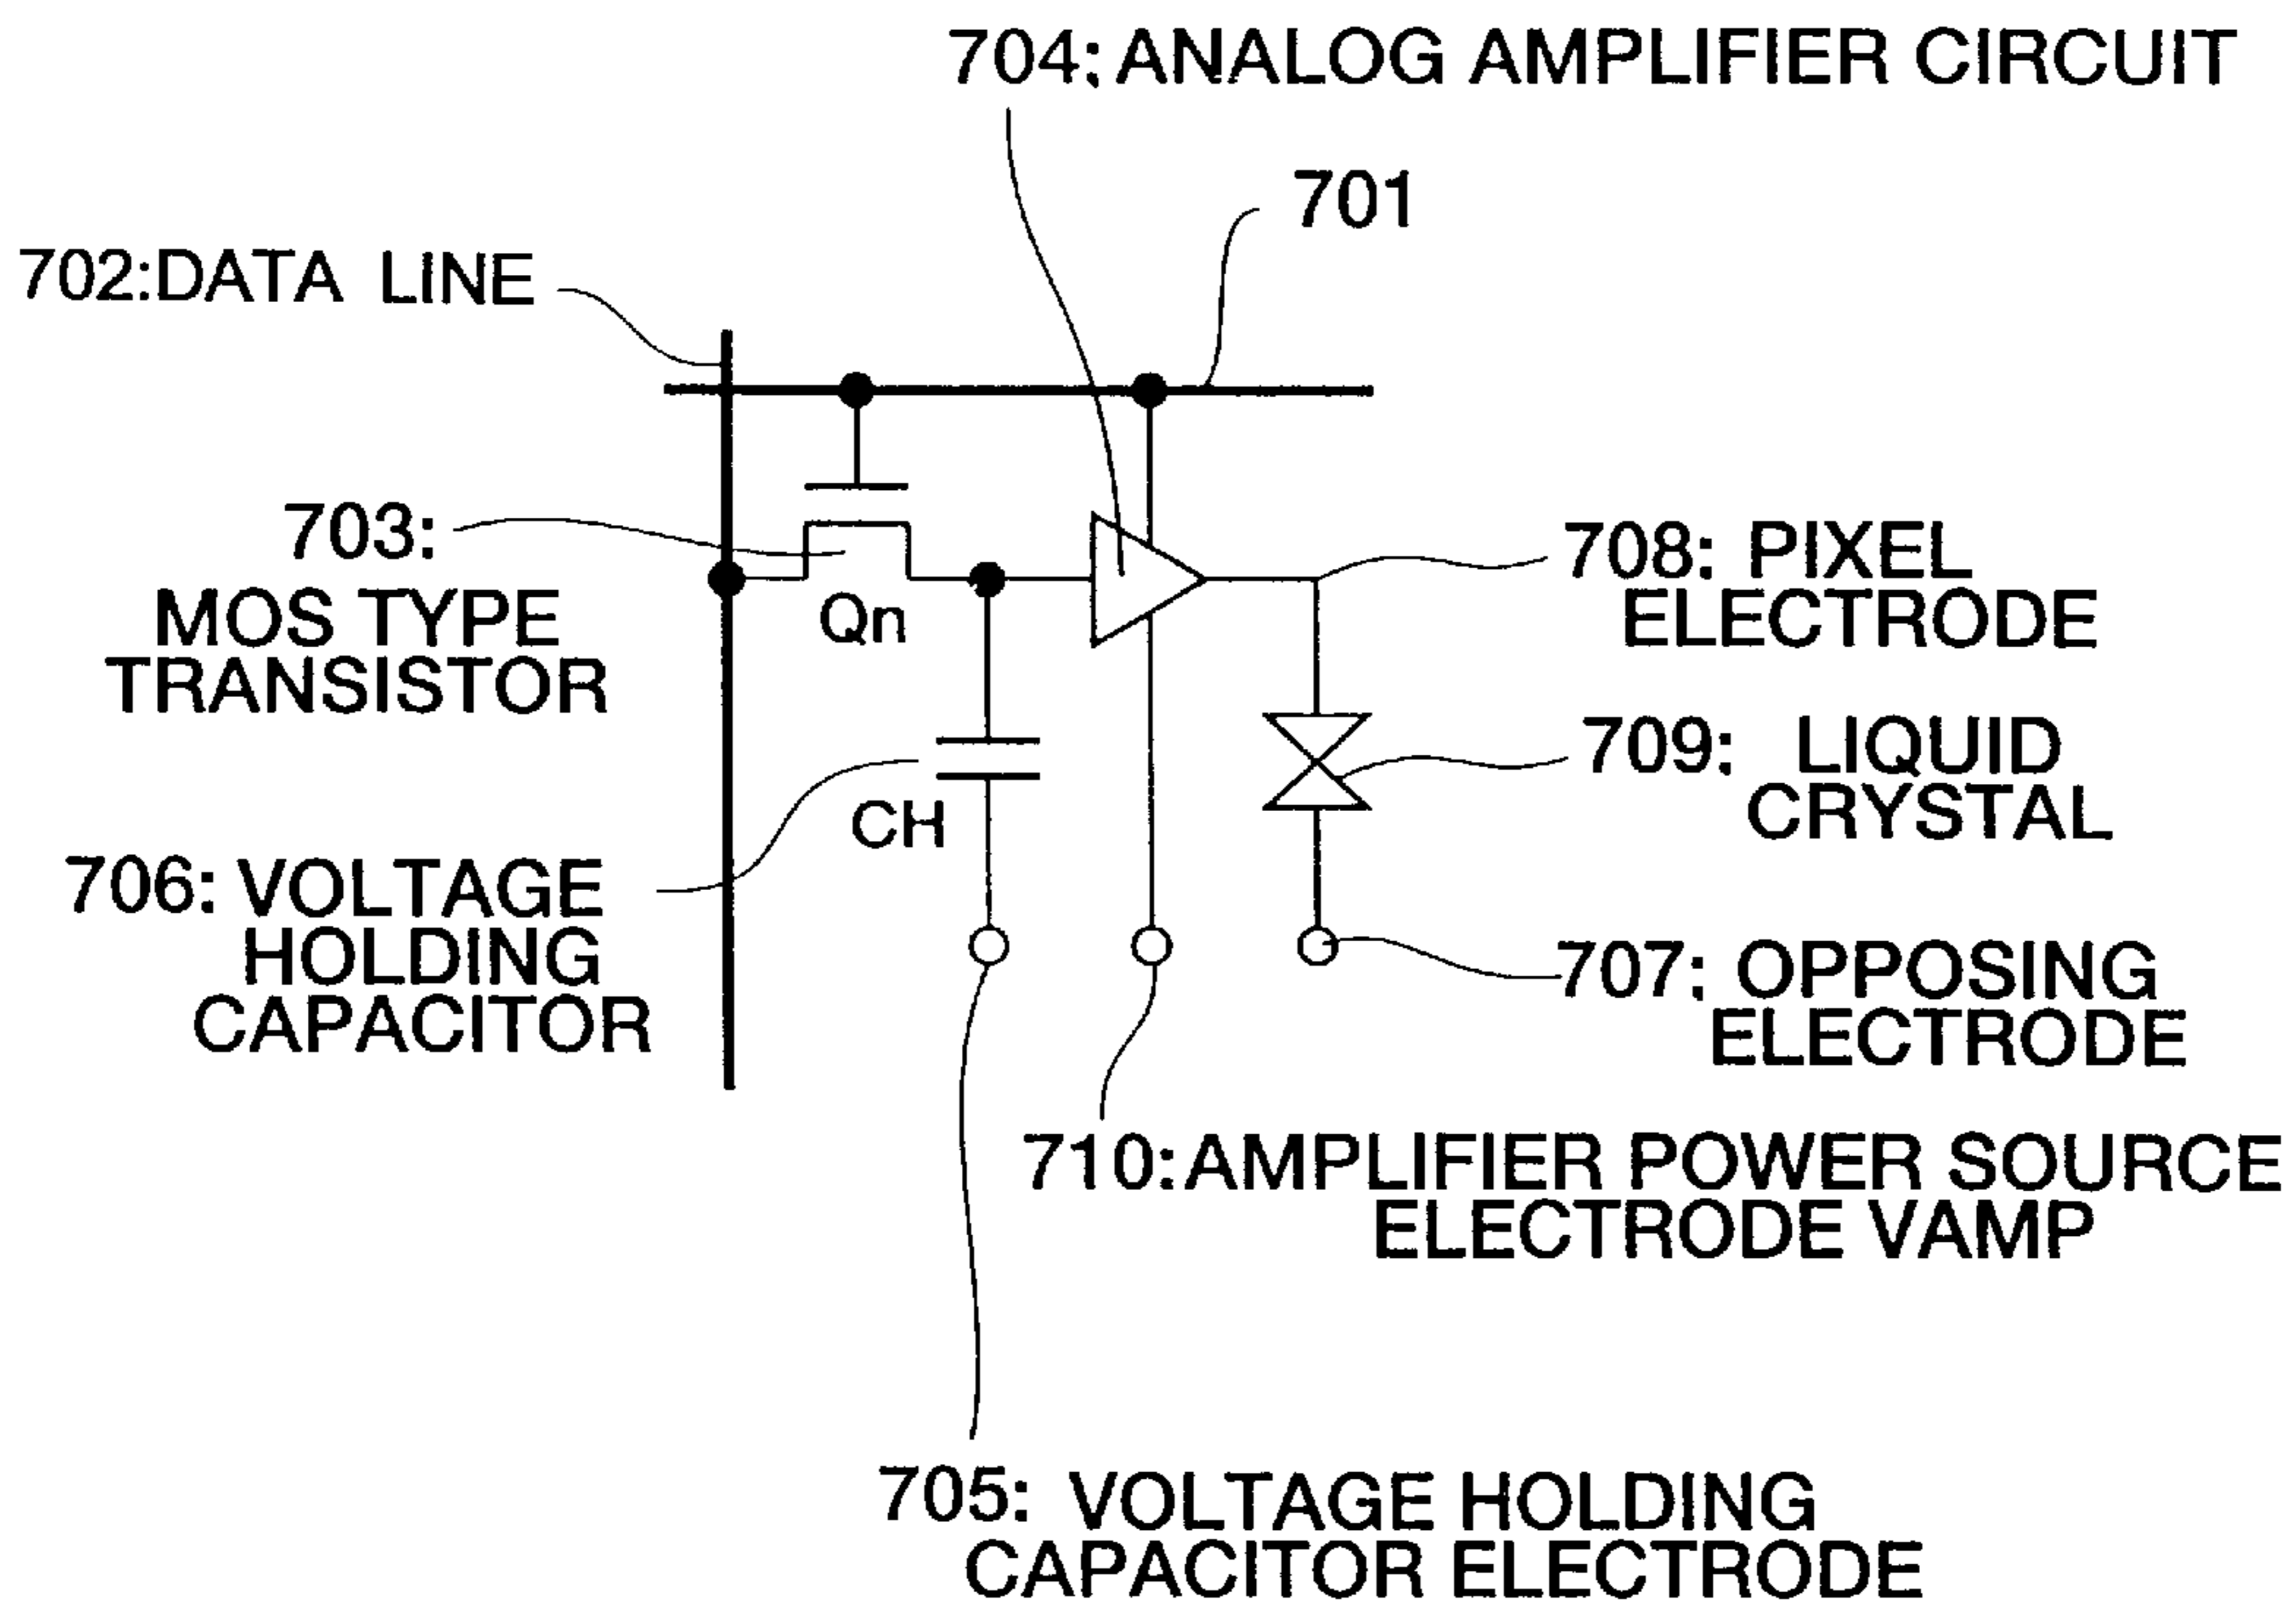 704; ANALOG AMPLIFIER CIRCUIT
701
702:DATA LINE
703:
MOS TYPE
TRANSISTOR
Qn
708: PIXEL
ELECTRODE
709: LIQUID
CRYSTAL
CH
706: VOLTAGE
HOLDING
CAPACITOR
707; OPPOSING
ELECTRODE
710:AMPLIFIER POWER SOURCE
ELECTRODE VAMP
705: VOLTAGE HOLDING
CAPACITOR ELECTRODE